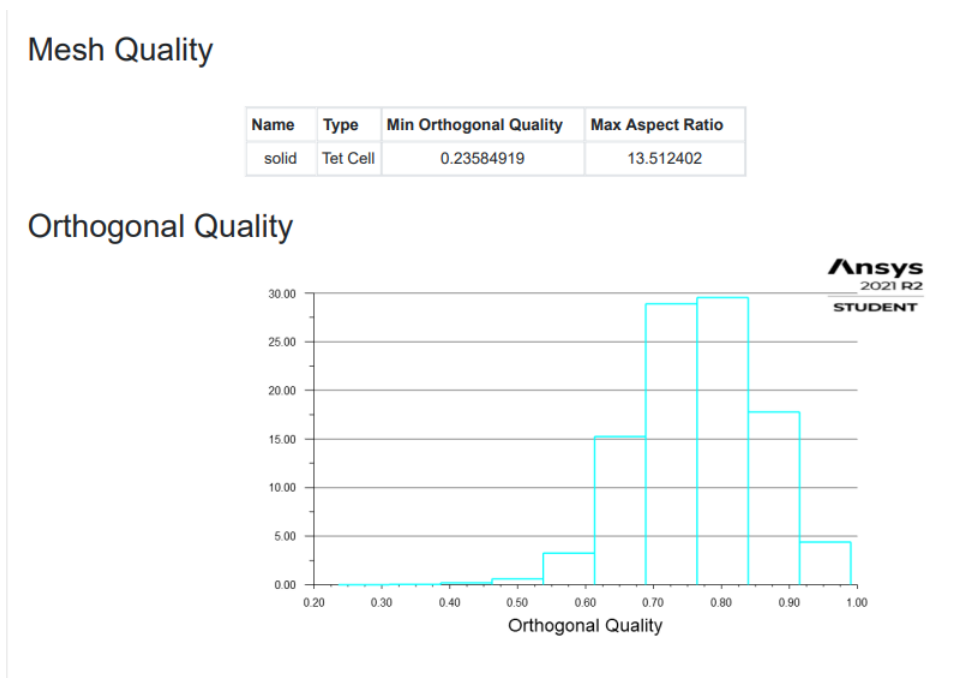 Mesh Quality
Name Type Min Orthogonal Quality Max Aspect Ratio
solid Tet Cell 0.23584919 13.512402
Orthogonal Quality
Ansys
2021 R2
STUDENT
30.00
25.00
20.00
15.00
10.00
5.00
0.00
0.20 0.30 0.40 0.50 0.60 0.70 0.80 0.90 1.00
Orthogonal Quality